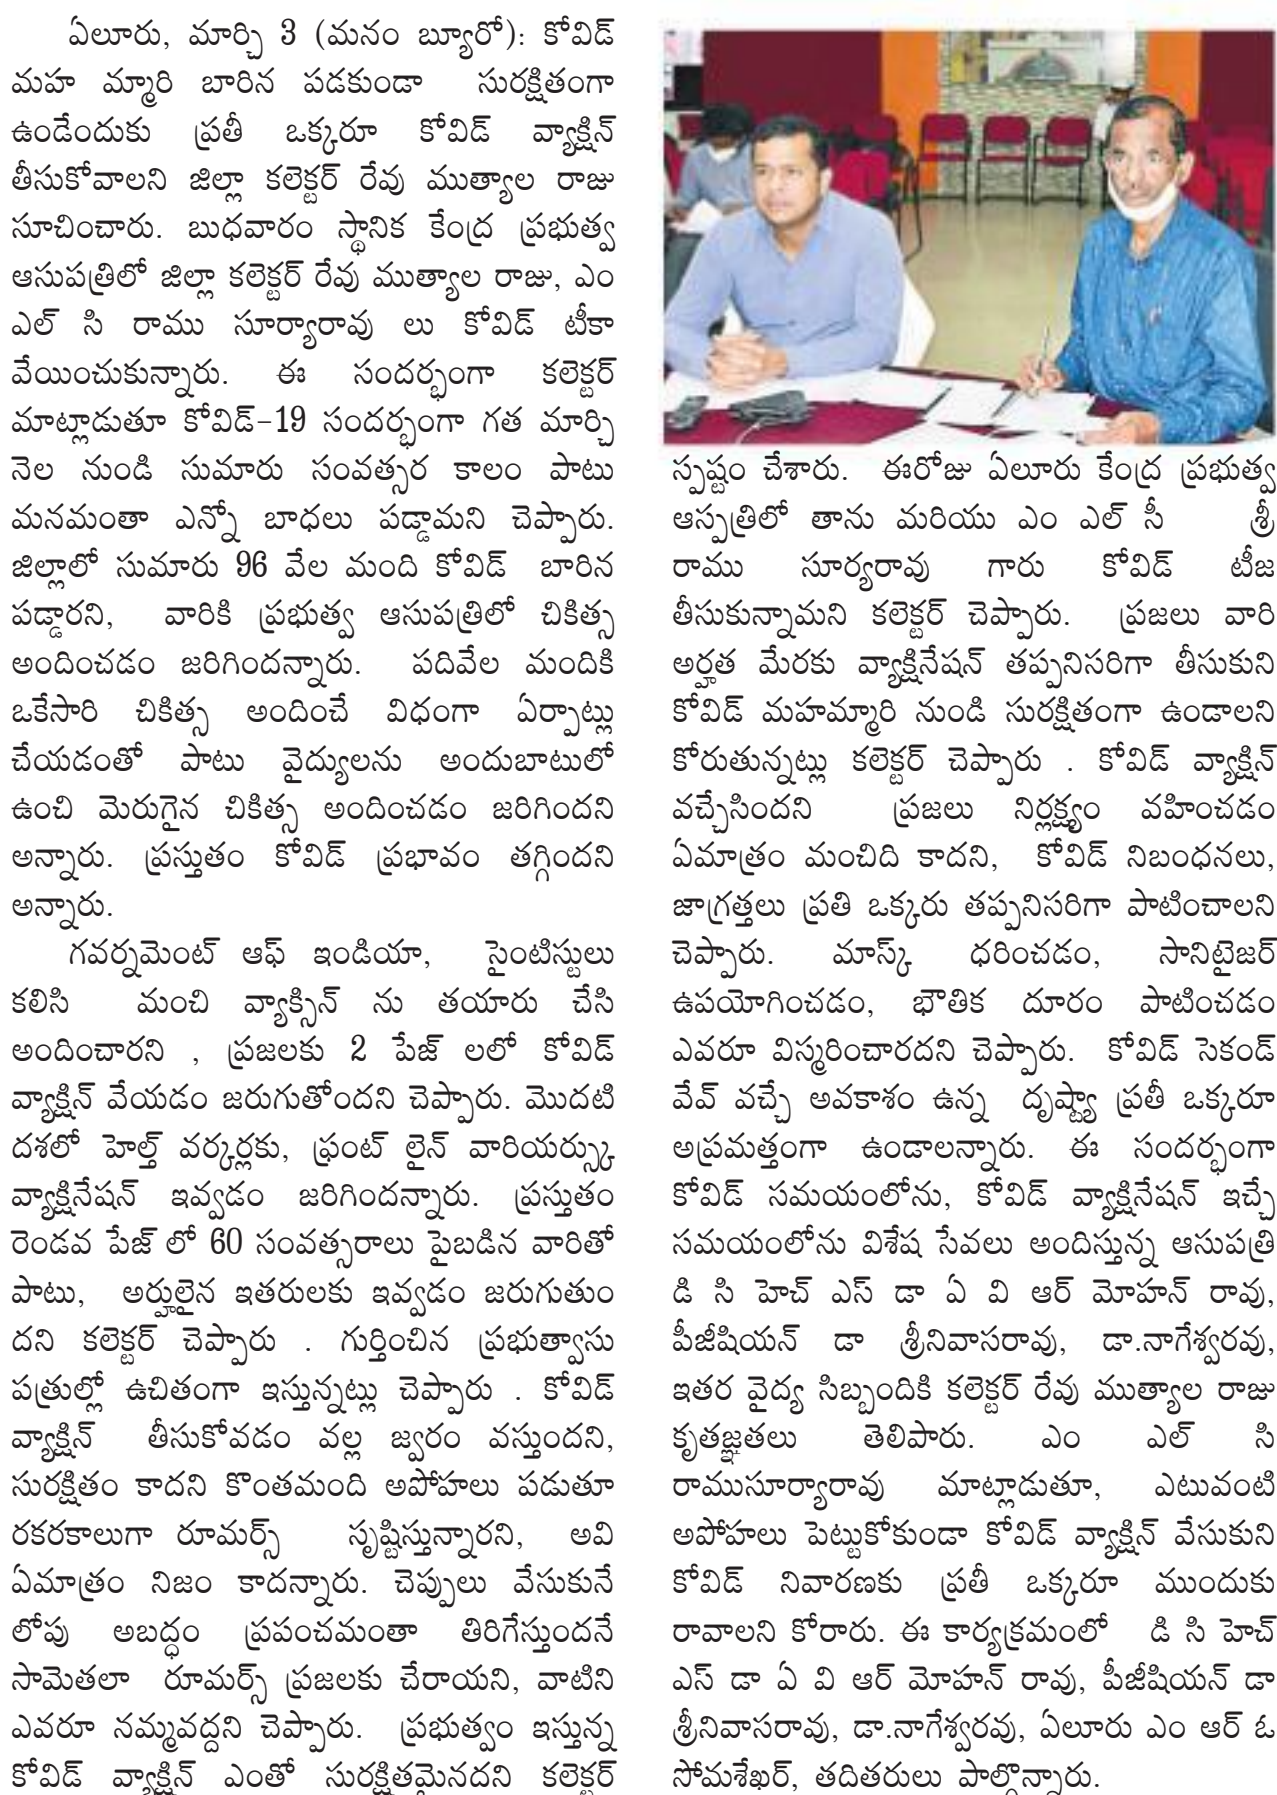 ఏలూరు, మార్చి 3 (మనం బ్యూరో): కోవిడ్
మహ మ్మారి బారిన పడకుండా సురక్షితంగా
ఉండేందుకు ప్రతీ ఒక్కరూ కోవిడ్ వ్యాక్షిన్
తీసుకోవాలని జిల్లా కలెక్టర్ రేవు ముత్యాల రాజు
సూచించారు. బుధవారం స్థానిక కేంద్ర ప్రభుత్వ
ఆసుపత్రిలో జిల్లా కలెక్టర్ రేవు ముత్యాల రాజు, ఎం
ఎల్ సి రాము సూర్యారావు లు కోవిడ్ టీకా
వేయించుకున్నారు. ఈ సందర్భంగా కలెక్టర్
మాట్లాడుతూ కోవిడ్-19 సందర్భంగా గత మార్చి
నెల నుండి సుమారు సంవత్సర కాలం పాటు
మనమంతా ఎన్నో బాధలు పడ్డామని చెప్పారు.
జిల్లాలో సుమారు 96 వేల మంది కోవిడ్ బారిన
పడ్డారని, వారికి ప్రభుత్వ ఆసుపత్రిలో చికిత్స
అందించడం జరిగిందన్నారు. పదివేల మందికి
ఒకేసారి చికిత్స అందించే విధంగా ఏర్పాట్లు
చేయడంతో పాటు వైద్యులను అందుబాటులో
ఉంచి మెరుగైన చికిత్స అందించడం జరిగిందని
అన్నారు. ప్రస్తుతం కోవిడ్ ప్రభావం తగ్గిందని
అన్నారు.
గవర్నమెంట్ ఆఫ్ ఇండియా, సైంటిస్టులు
కలిసి మంచి వ్యాక్సిన్ ను తయారు చేసి
అందించారని , ప్రజలకు 2 పేజ్ లలో కోవిడ్
వ్యాక్షిన్ వేయడం జరుగుతోందని చెప్పారు. మొదటి
దశలో హెల్త్ వర్కర్లకు, ఫ్రంట్ లైన్ వారియర్స్కు
వ్యాక్షినేషన్ ఇవ్వడం జరిగిందన్నారు. ప్రస్తుతం
రెండవ పేజ్ లో 60 సంవత్సరాలు పైబడిన వారితో
పాటు, అర్హులైన ఇతరులకు ఇవ్వడం జరుగుతుం
దని కలెక్టర్ చెప్పారు . గుర్తించిన ప్రభుత్వాసు
పత్రుల్లో ఉచితంగా ఇస్తున్నట్లు చెప్పారు . కోవిడ్
వ్యాక్షిన్ తీసుకోవడం వల్ల జ్వరం వస్తుందని,
సురక్షితం కాదని కొంతమంది అపోహలు పడుతూ
రకరకాలుగా రూమర్స్ సృష్టిస్తున్నారని, అవి
ఏమాత్రం నిజం కాదన్నారు. చెప్పులు వేసుకునే
లోపు అబద్ధం ప్రపంచమంతా తిరిగేస్తుందనే
సామెతలా రూమర్స్ ప్రజలకు చేరాయని, వాటిని
ఎవరూ నమ్మవద్దని చెప్పారు. ప్రభుత్వం ఇస్తున్న
కోవిడ్ వ్యాక్షిన్ ఎంతో సురక్షితమైనదని కలెక్టర్
స్పష్టం చేశారు. ఈరోజు ఏలూరు కేంద్ర ప్రభుత్వ
ఆస్పత్రిలో తాను మరియు ఎం ఎల్ సీ శ్రీ
రాము సూర్యరావు గారు కోవిడ్ టీజ
తీసుకున్నామని కలెక్టర్ చెప్పారు. ప్రజలు వారి
అర్హత మేరకు వ్యాక్షినేషన్ తప్పనిసరిగా తీసుకుని
కోవిడ్ మహమ్మారి నుండి సురక్షితంగా ఉండాలని
కోరుతున్నట్లు కలెక్టర్ చెప్పారు . కోవిడ్ వ్యాక్షిన్
వచ్చేసిందని ప్రజలు నిర్లక్ష్యం వహించడం
ఏమాత్రం మంచిది కాదని, కోవిడ్ నిబంధనలు,
జాగ్రత్తలు ప్రతి ఒక్కరు తప్పనిసరిగా పాటించాలని
చెప్పారు. మాస్క్ ధరించడం, సానిటైజర్
ఉపయోగించడం, భౌతిక దూరం పాటించడం
ఎవరూ విస్మరించారదని చెప్పారు. కోవిడ్ సెకండ్
వేవ్ వచ్చే అవకాశం ఉన్న దృష్ట్యా ప్రతీ ఒక్కరూ
అప్రమత్తంగా ఉండాలన్నారు. ఈ సందర్భంగా
కోవిడ్ సమయంలోను, కోవిడ్ వ్యాక్షినేషన్ ఇచ్చే
సమయంలోను విశేష సేవలు అందిస్తున్న ఆసుపత్రి
డి సి హెచ్ ఎస్ డా ఏ వి ఆర్ మోహన్ రావు,
పీజీషియన్ డా శ్రీనివాసరావు, డా.నాగేశ్వరవు,
ఇతర వైద్య సిబ్బందికి కలెక్టర్ రేవు ముత్యాల రాజు
కృతజ్ఞతలు తెలిపారు. ఎం ఎల్ సి
రాముసూర్యారావు మాట్లాడుతూ, ఎటువంటి
అపోహలు పెట్టుకోకుండా కోవిడ్ వ్యాక్షిన్ వేసుకుని
కోవిడ్ నివారణకు ప్రతీ ఒక్కరూ ముందుకు
రావాలని కోరారు. ఈ కార్యక్రమంలో డి సి హెచ్
ఎస్ డా ఏ వి ఆర్ మోహన్ రావు, పీజీషియన్ డా
శ్రీనివాసరావు, డా.నాగేశ్వరవు, ఏలూరు ఎం ఆర్ ఓ
సోమశేఖర్, తదితరులు పాల్గొన్నారు.